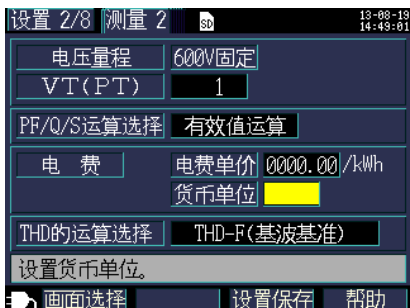 设置 2/8 测量 2 SD 13-08-19
14:49:01
电压量程 600V固定
VT(PT) 1
PF/Q/S运算选择 有效值运算
电 费 电费单价 0000.00 /kWh
货币单位
THD的运算选择 THD-F(基波基准)
设置货币单位。
画面选择 设置保存 帮助